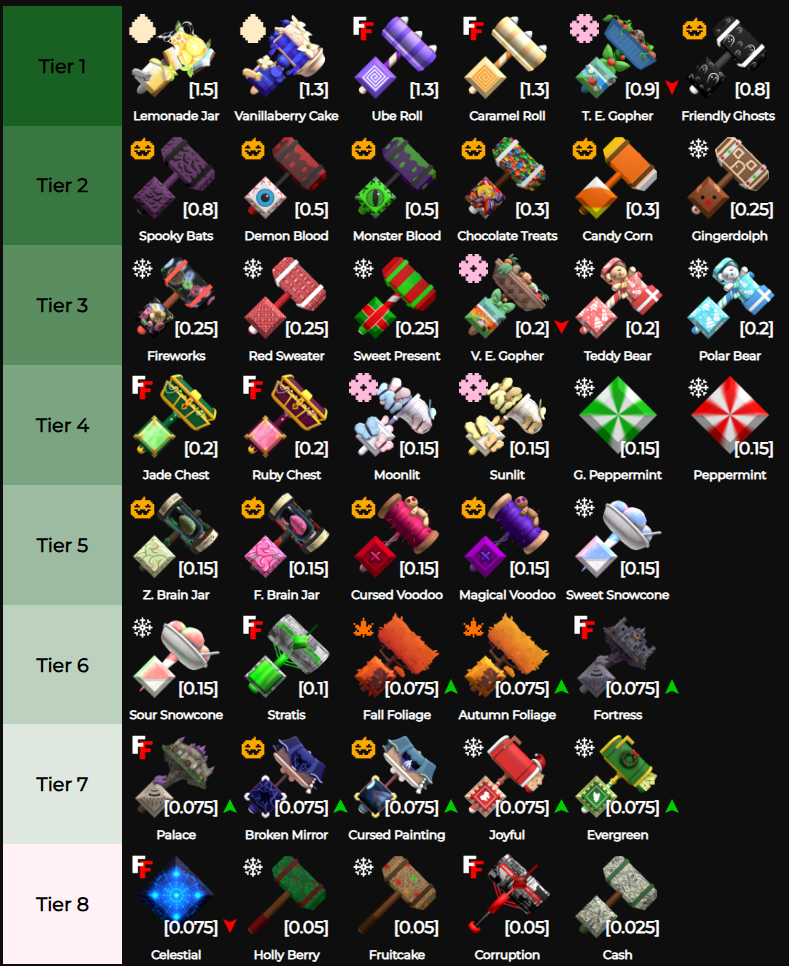 Tier 1
FF FF
[1.5] [1.3] [1.3] [1.3] [0.9] [0.8]
Lemonade Jar Vanillaberry Cake Ube Roll Caramel Roll T. E. Gopher Friendly Ghosts
Tier 2
[0.8] [0.5] [0.5] [0.3] [0.3] [0.25]
Spooky Bats Demon Blood Monster Blood Chocolate Treats Candy Corn Gingerdolph
Tier 3
[0.25] [0.25] [0.25] [0.2] [0.2] [0.2]
Fireworks Red Sweater Sweet Present V. E. Gopher Teddy Bear Polar Bear
Tier 4
FF FF
[0.2] [0.2] [0.15] [0.15] [0.15] [0.15]
Jade Chest Ruby Chest Moonlit Sunlit G. Peppermint Peppermint
Tier 5
[0.15] [0.15] [0.15] [0.15] [0.15]
Z. Brain Jar F. Brain Jar Cursed Voodoo Magical Voodoo Sweet Snowcone
Tier 6
FF FF
[0.15] [0.1] [0.075] [0.075] [0.075]
Sour Snowcone Stratis Fall Foliage Autumn Foliage Fortress
Tier 7
FF
[0.075] [0.075] [0.075] [0.075] [0.075]
Palace Broken Mirror Cursed Painting Joyful Evergreen
Tier 8
FF FF
[0.075] [0.05] [0.05] [0.05] [0.025]
Celestial Holly Berry Fruitcake Corruption Cash